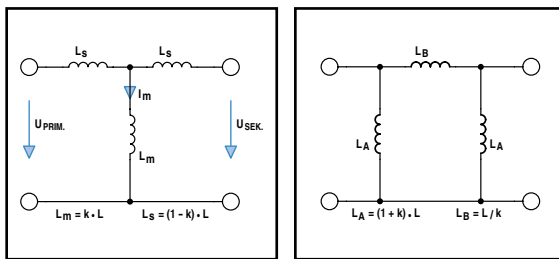 Ls Ls
Im
UPRIM. USEK.
Lm
Lm = k • L Ls = (1 - k) • L
LB
LA LA
LA = (1 + k) • L LB = L / k